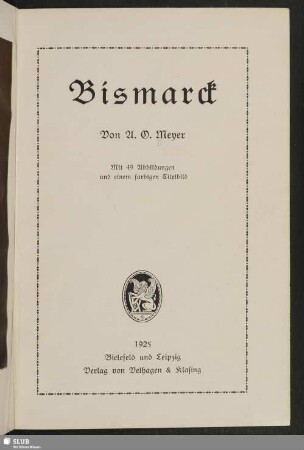 Bismarck
Von A. O. Meyer
Mit 49 Abbildungen
und einem farbigen Titelbild
1925
Bielefeld und Leipzig
Verlag von Velhagen & Klasing
SLUB